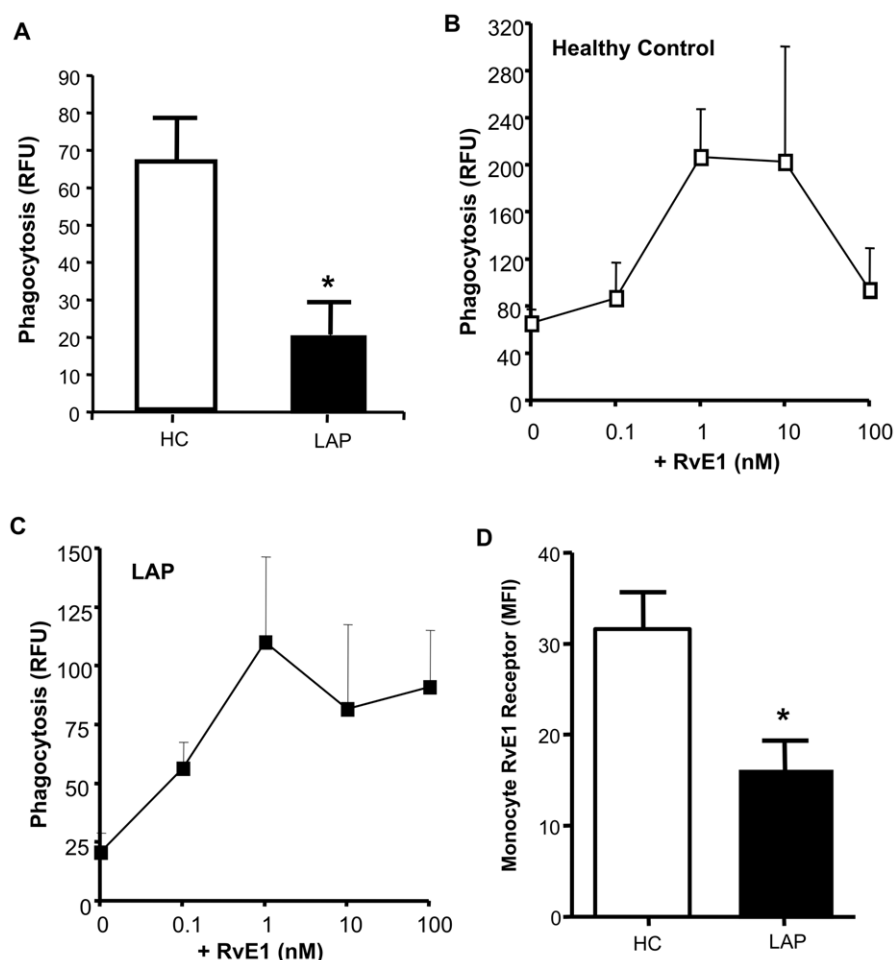 A
Phagocytosis (RFU)
90
80
70
60
50
40
30
20
10
0
*
HC LAP
B
Healthy Control
Phagocytosis (RFU)
320
280
240
200
160
120
80
40
0
0 0.1 1 10 100
+ RvE1 (nM)
C
LAP
Phagocytosis (RFU)
150
125
100
75
50
25
0
0 0.1 1 10 100
+ RvE1 (nM)
D
Monocyte RvE1 Receptor (MFI)
40
30
20
10
0
*
HC LAP